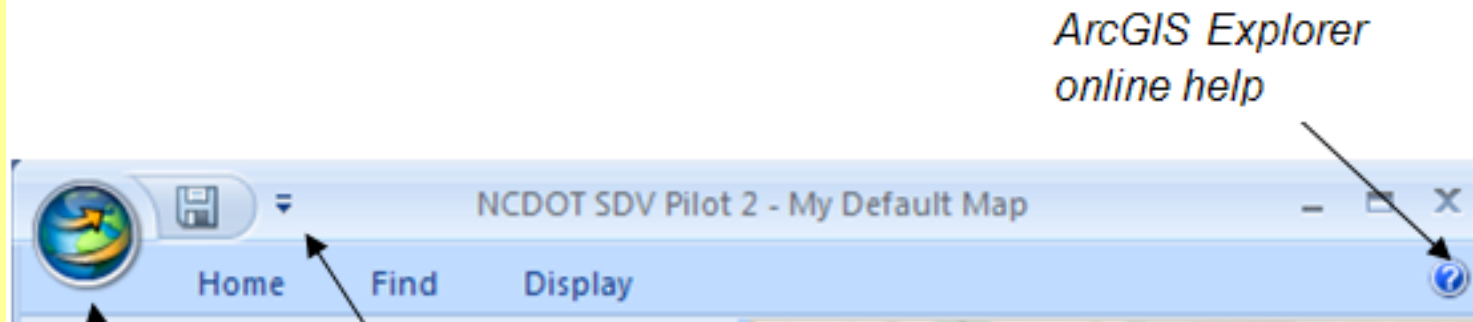 ArcGIS Explorer
online help
NCDOT SDV Pilot 2 - My Default Map
Home Find Display
?